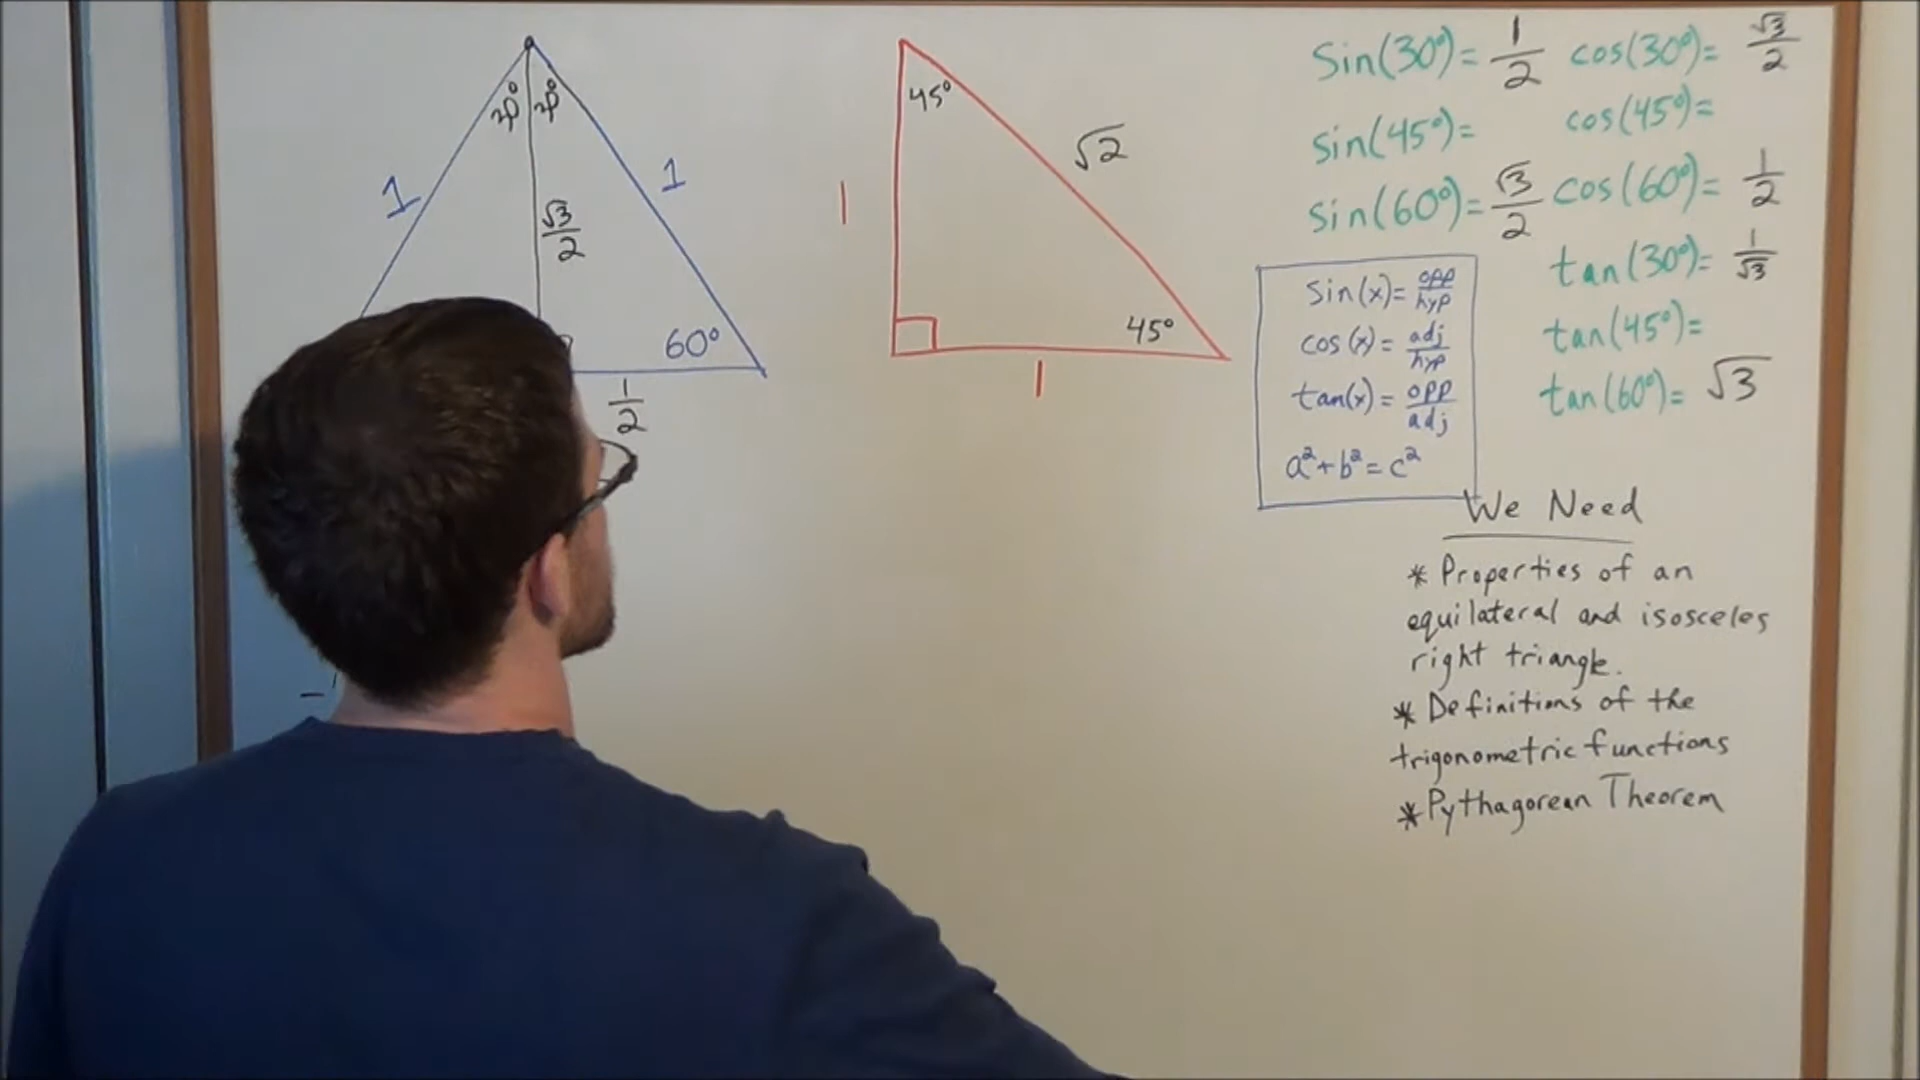 30° 30°
1
1
√3/2
60°
1/2
45°
√2
1
45°
1
Sin(30°)= 1/2 cos(30°)= √3/2
sin(45°)= cos(45°)=
sin(60°)= √3/2 cos(60°)= 1/2
tan(30°)= 1/√3
tan(45°)=
tan(60°)= √3
Sin(x)= opp/hyp
cos(x)= adj/hyp
tan(x)= opp/adj
a²+b²=c²
We Need
* Properties of an
equilateral and isosceles
right triangle.
* Definitions of the
trigonometric functions
* Pythagorean Theorem